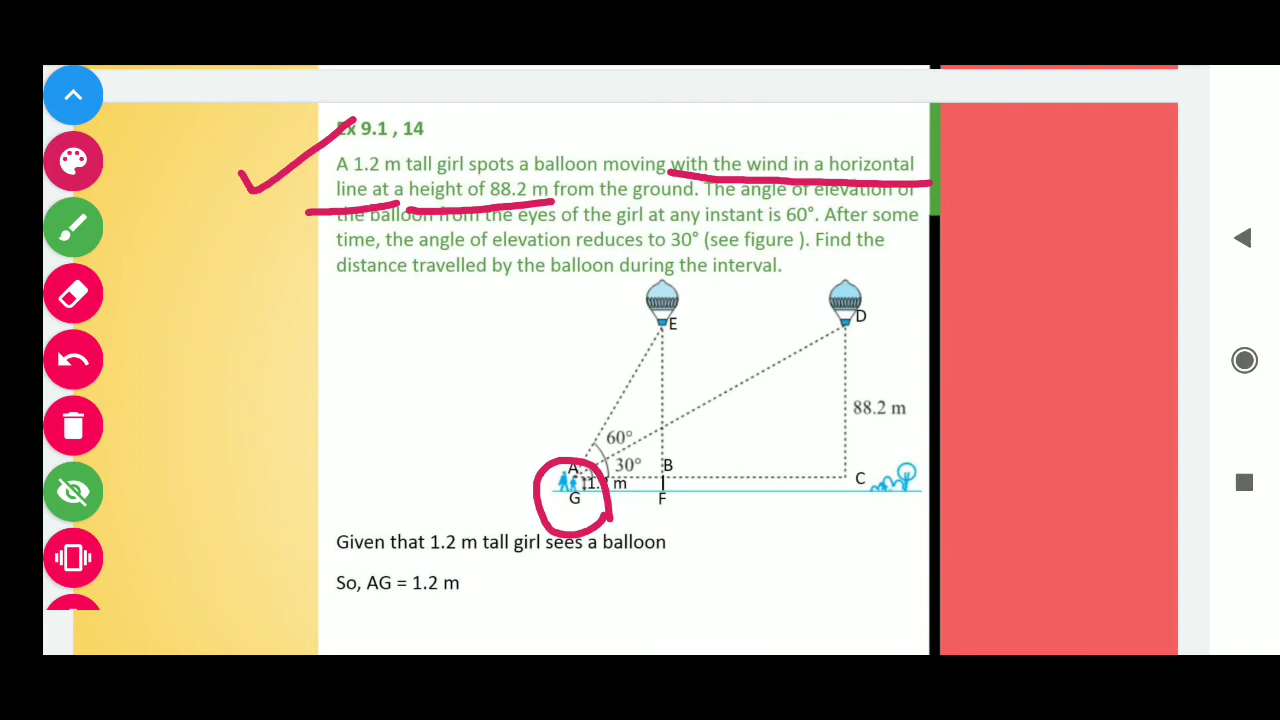 Ex 9.1 , 14
A 1.2 m tall girl spots a balloon moving with the wind in a horizontal
line at a height of 88.2 m from the ground. The angle of elevation of
the balloon from the eyes of the girl at any instant is 60°. After some
time, the angle of elevation reduces to 30° (see figure ). Find the
distance travelled by the balloon during the interval.
E
D
88.2 m
60°
A
30°
B
C
1.2 m
G
F
Given that 1.2 m tall girl sees a balloon
So, AG = 1.2 m